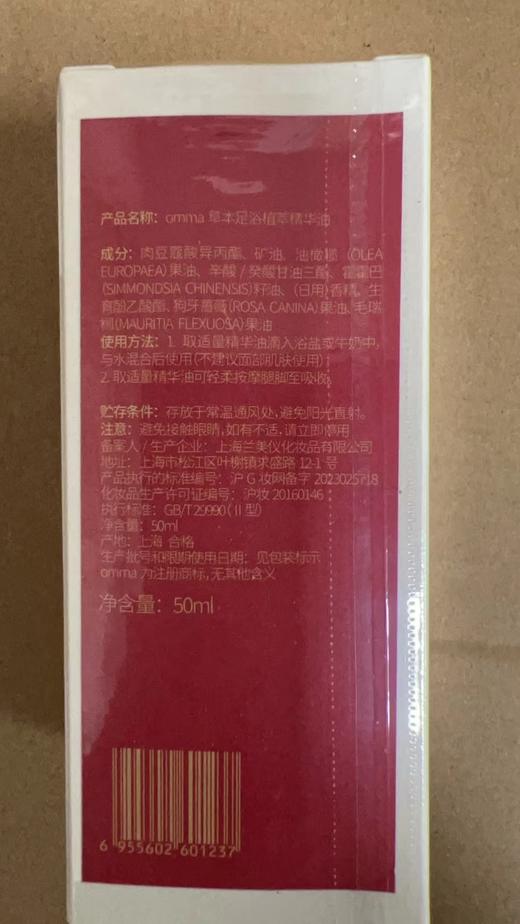 产品名称：omma 草本足浴植萃精华油
成分：肉豆蔻酸异丙酯、矿油、油橄榄（OLEA
EUROPAEA）果油、辛酸/癸酸甘油三酯、霍霍巴
(SIMMONDSIA CHINENSIS)籽油、(日用)香精、生
育酚乙酸酯、狗牙蔷薇(ROSA CANINA)果油、毛瑞
榈(MAURITIA FLEXUOSA)果油
使用方法：1. 取适量精华油滴入浴盐或牛奶中，
与水混合后使用(不建议面部肌肤使用)；
2. 取适量精华油可轻柔按摩腿脚至吸收。
贮存条件：存放于常温通风处，避免阳光直射。
注意：避免接触眼睛，如有不适，请立即停用
备案人/生产企业：上海兰美仪化妆品有限公司
地址：上海市松江区叶榭镇求盛路 12-1 号
产品执行的标准编号：沪 G 妆网备字 2023025718
化妆品生产许可证编号：沪妆 20160146
执行标准：GB/T29990(II型)
净含量：50ml
产地：上海 合格
生产批号和限期使用日期：见包装标示
omma 为注册商标，无其他含义
净含量：50ml
6 955602 601237